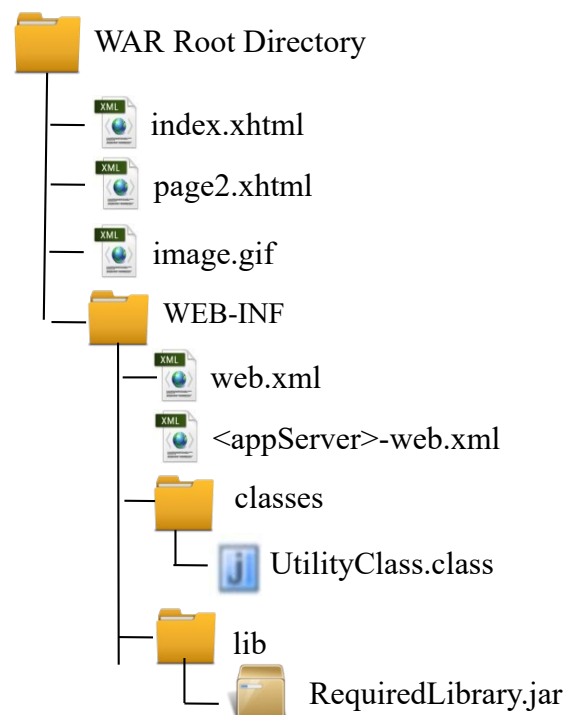 WAR Root Directory
XML
index.xhtml
XML
page2.xhtml
XML
image.gif
WEB-INF
XML
web.xml
XML
<appServer>-web.xml
classes
j
UtilityClass.class
lib
RequiredLibrary.jar